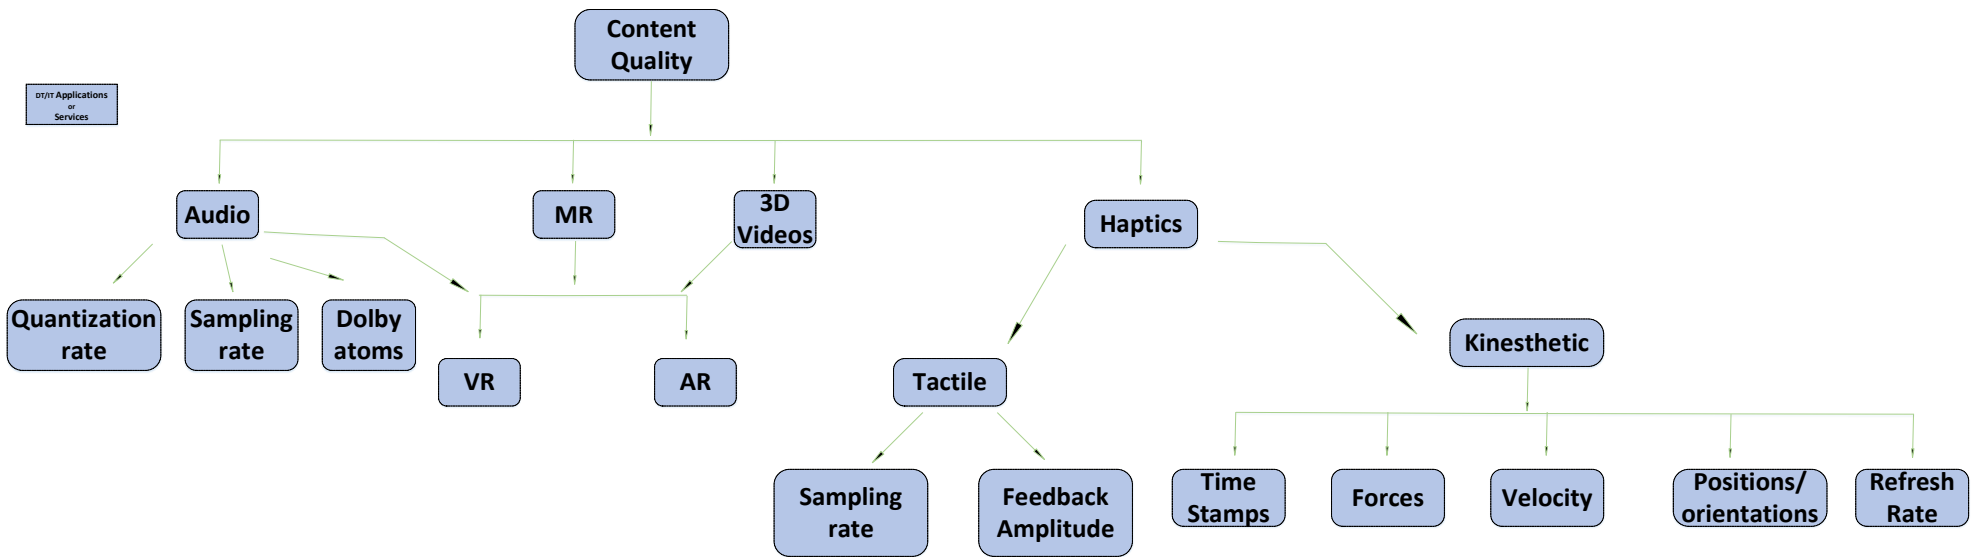 Content
Quality
DT/IT Applications
or
Services
Audio
MR
3D
Videos
Haptics
Quantization
rate
Sampling
rate
Dolby
atoms
VR
AR
Tactile
Kinesthetic
Sampling
rate
Feedback
Amplitude
Time
Stamps
Forces
Velocity
Positions/
orientations
Refresh
Rate